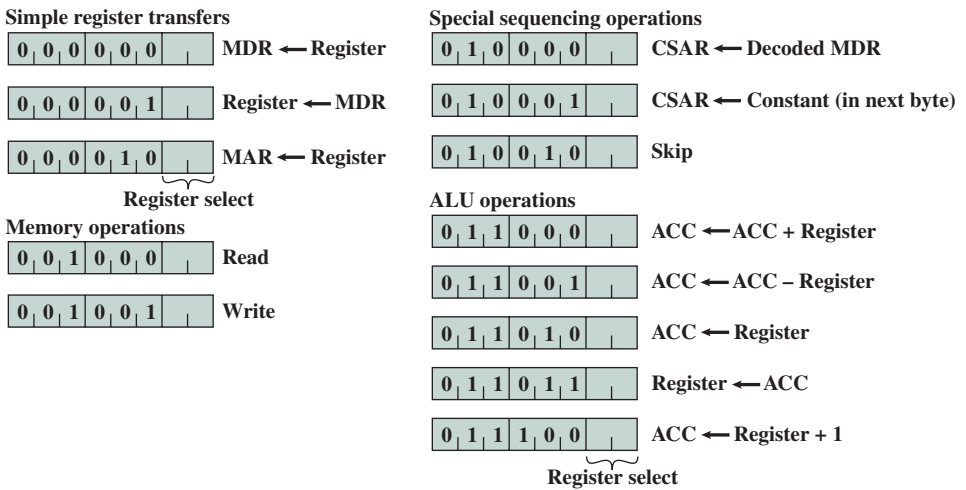 Simple register transfers
0 0 0 0 0 0 MDR ← Register
0 0 0 0 0 1 Register ← MDR
0 0 0 0 1 0 MAR ← Register
Register select
Memory operations
0 0 1 0 0 0 Read
0 0 1 0 0 1 Write
Special sequencing operations
0 1 0 0 0 0 CSAR ← Decoded MDR
0 1 0 0 0 1 CSAR ← Constant (in next byte)
0 1 0 0 1 0 Skip
ALU operations
0 1 1 0 0 0 ACC ← ACC + Register
0 1 1 0 0 1 ACC ← ACC – Register
0 1 1 0 1 0 ACC ← Register
0 1 1 0 1 1 Register ← ACC
0 1 1 1 0 0 ACC ← Register + 1
Register select